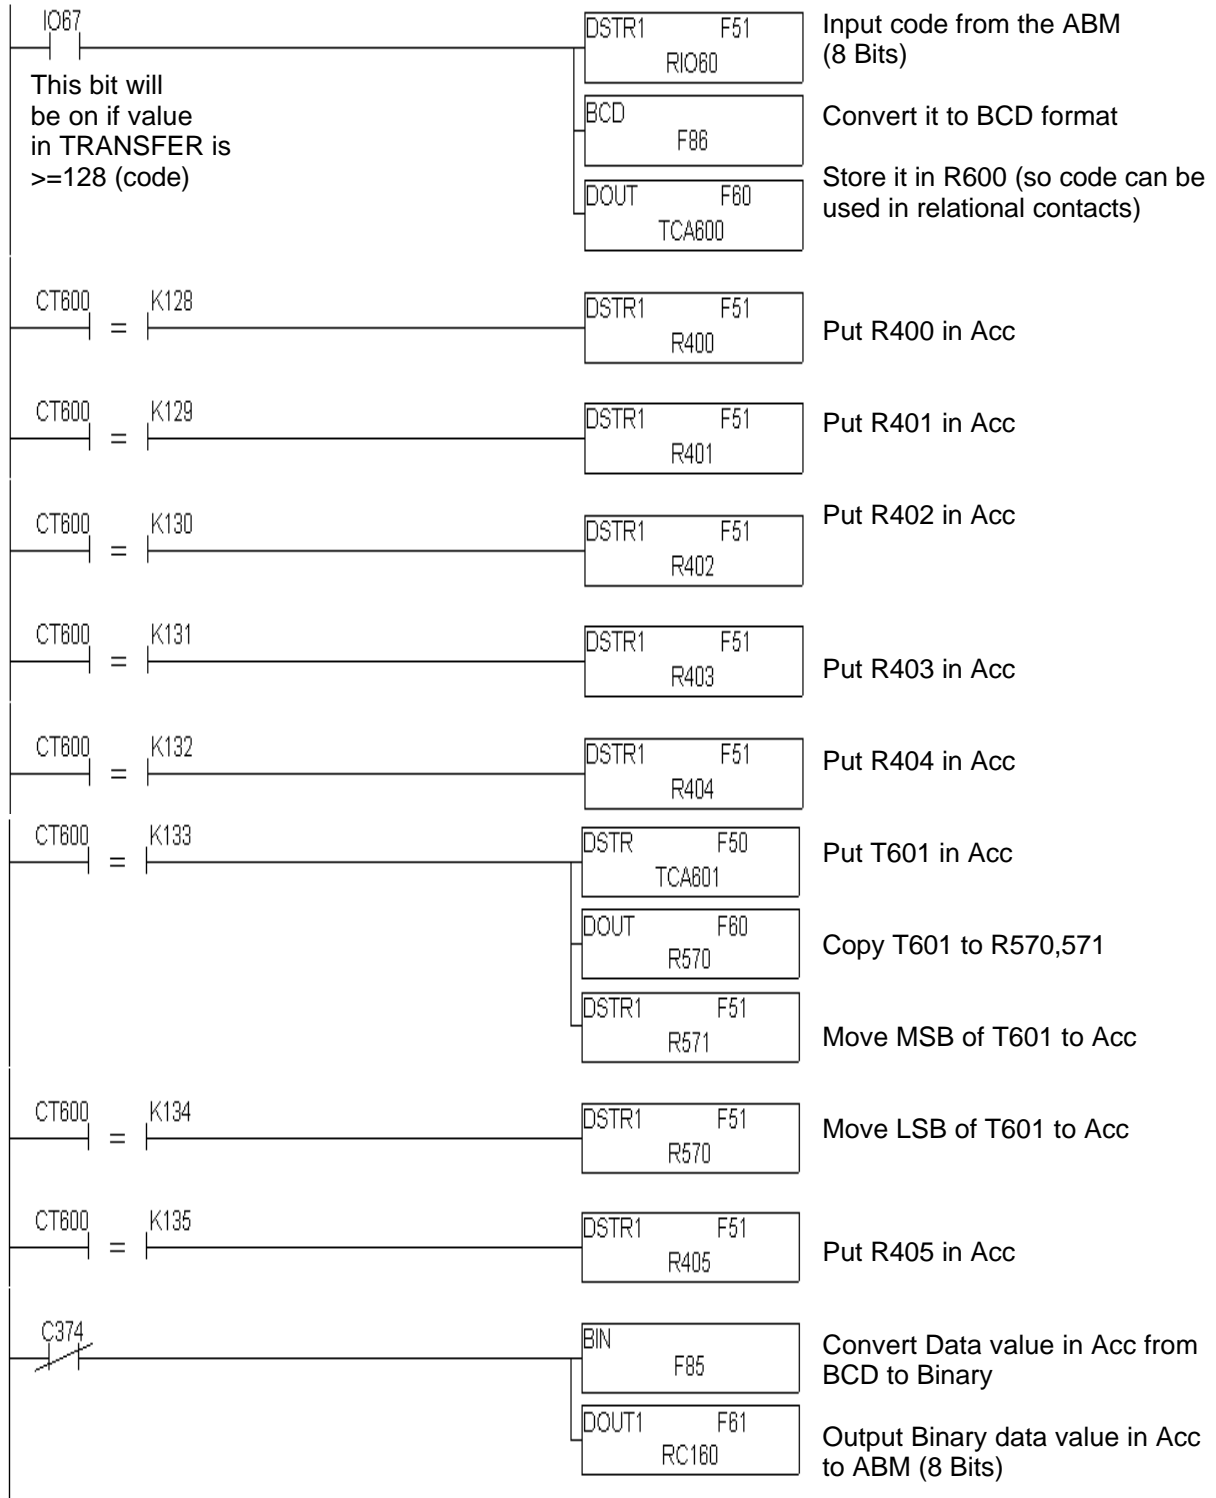 IO67
DSTR1 F51
RIO60
Input code from the ABM
(8 Bits)
This bit will
be on if value
in TRANSFER is
>=128 (code)
BCD
F86
Convert it to BCD format
DOUT F60
TCA600
Store it in R600 (so code can be
used in relational contacts)
CT600 = K128
DSTR1 F51
R400
Put R400 in Acc
CT600 = K129
DSTR1 F51
R401
Put R401 in Acc
CT600 = K130
DSTR1 F51
R402
Put R402 in Acc
CT600 = K131
DSTR1 F51
R403
Put R403 in Acc
CT600 = K132
DSTR1 F51
R404
Put R404 in Acc
CT600 = K133
DSTR F50
TCA601
Put T601 in Acc
DOUT F60
R570
Copy T601 to R570,571
DSTR1 F51
R571
Move MSB of T601 to Acc
CT600 = K134
DSTR1 F51
R570
Move LSB of T601 to Acc
CT600 = K135
DSTR1 F51
R405
Put R405 in Acc
C374
BIN
F85
Convert Data value in Acc from
BCD to Binary
DOUT1 F61
RC160
Output Binary data value in Acc
to ABM (8 Bits)